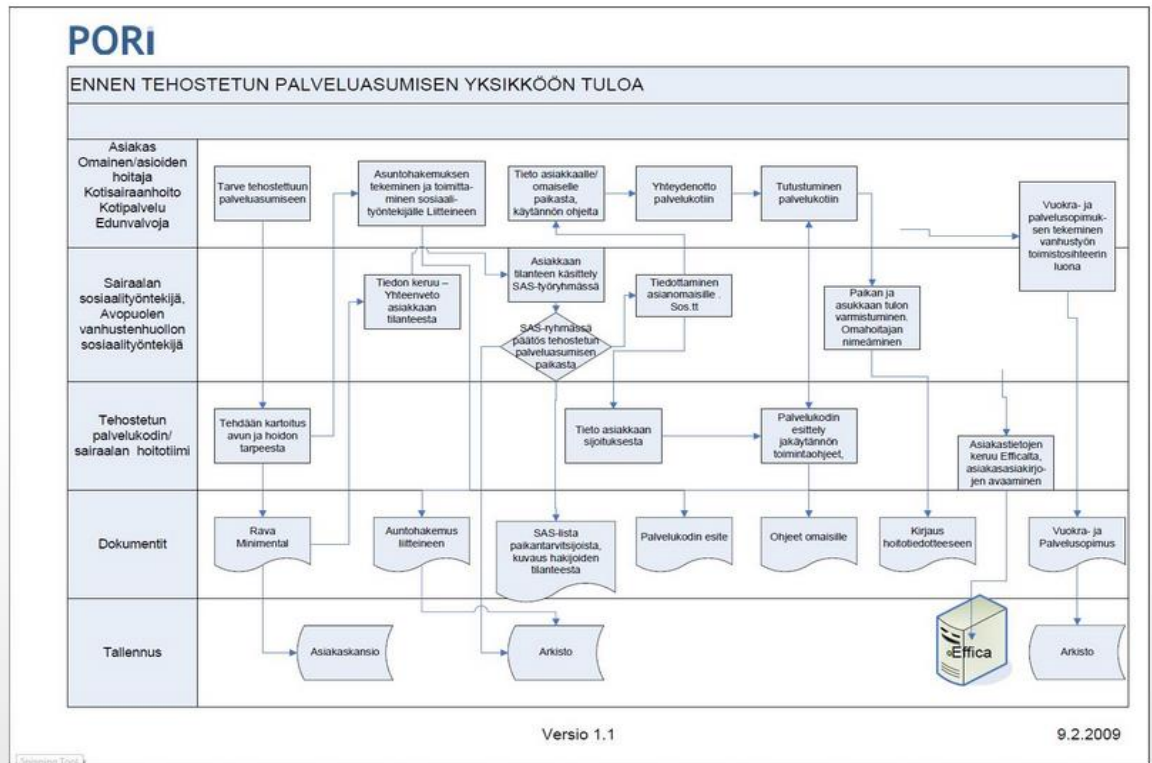 PORI
ENNEN TEHOSTETUN PALVELUASUMISEN YKSIKKÖÖN TULOA
Asiakas
Omainen/asioiden
hoitaja
Kotisairaanhoito
Kotipalvelu
Edunvalvoja
Tarve tehostettuun
palveluasumiseen
Asuntohakemuksen
tekeminen ja toimitta-
minen sosiaali-
työntekijälle Liitteineen
Tieto asiakkaalle/
omaiselle
paikasta,
käytännön ohjeita
Yhteydenotto
palvelukotiin
Tutustuminen
palvelukotiin
Vuokra- ja
palvelusopimuk-
sen tekeminen
vanhustyön
toimistosihteerin
luona
Sairaalan
sosiaalityöntekijä,
Avopuolen
vanhustenhuollon
sosiaalityöntekijä
Tiedon keruu –
Yhteenveto
asiakkaan
tilanteesta
Asiakkaan
tilanteen käsittely
SAS-työryhmässä
SAS-ryhmässä
päätös tehostetun
palveluasumisen
paikasta
Tiedottaminen
asianomaisille .
Sos.tt
Paikan ja
asukkaan tulon
varmistuminen.
Omahoitajan
nimeäminen
Tehostetun
palvelukodin/
sairaalan hoitotiimi
Tehdään kartoitus
avun ja hoidon
tarpeesta
Tieto asiakkaan
sijoituksesta
Palvelukodin
esittely
jakäytännön
toimintaohjeet,
Asiakastietojen
keruu Efficalta,
asiakasasiakirjo-
jen avaaminen
Dokumentit
Rava
Minimental
Auntohakemus
liitteineen
SAS-lista
paikantarvitsijoista,
kuvaus hakijoiden
tilanteesta
Palvelukodin esite
Ohjeet omaisille
Kirjaus
hoitotiedotteeseen
Vuokra- ja
Palvelusopimus
Tallennus
Asiakaskansio
Arkisto
Effica
Arkisto
Versio 1.1
9.2.2009